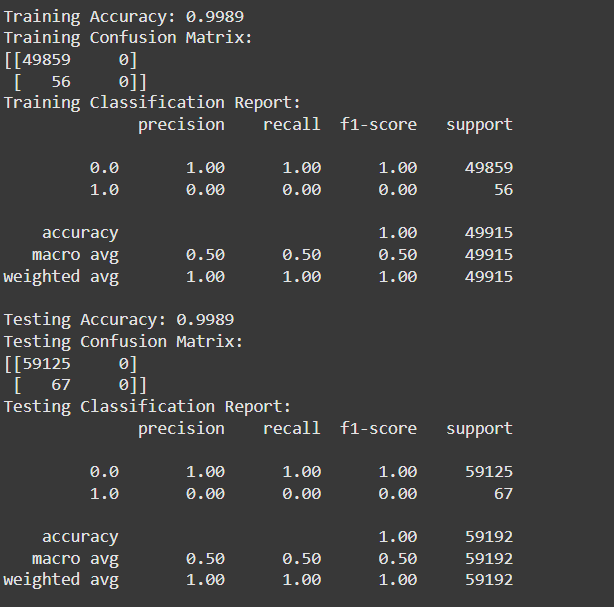 Training Accuracy: 0.9989
Training Confusion Matrix:
[[49859     0]
 [   56     0]]
Training Classification Report:
              precision    recall  f1-score   support

         0.0       1.00      1.00      1.00     49859
         1.0       0.00      0.00      0.00        56

    accuracy                           1.00     49915
   macro avg       0.50      0.50      0.50     49915
weighted avg       1.00      1.00      1.00     49915

Testing Accuracy: 0.9989
Testing Confusion Matrix:
[[59125     0]
 [   67     0]]
Testing Classification Report:
              precision    recall  f1-score   support

         0.0       1.00      1.00      1.00     59125
         1.0       0.00      0.00      0.00        67

    accuracy                           1.00     59192
   macro avg       0.50      0.50      0.50     59192
weighted avg       1.00      1.00      1.00     59192